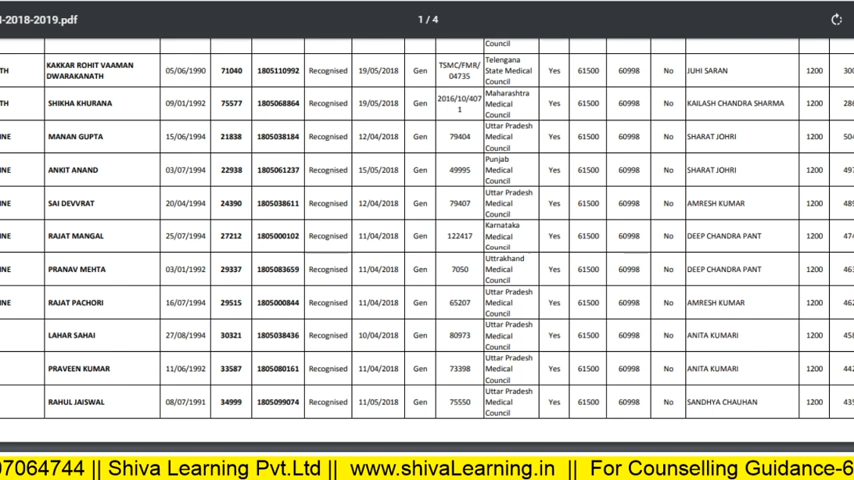 I-2018-2019.pdf 1 / 4
Council
TH KAKKAR ROHIT VAAMAN DWARAKANATH 05/06/1990 71040 1805110992 Recognised 19/05/2018 Gen TSMC/FMR/04735 Telengana State Medical Council Yes 61500 60998 No JUHI SARAN 1200 300
TH SHIKHA KHURANA 09/01/1992 75577 1805068864 Recognised 19/05/2018 Gen 2016/10/4071 Maharashtra Medical Council Yes 61500 60998 No KAILASH CHANDRA SHARMA 1200 286
INE MANAN GUPTA 15/06/1994 21838 1805038184 Recognised 12/04/2018 Gen 79404 Uttar Pradesh Medical Council Yes 61500 60998 No SHARAT JOHRI 1200 504
INE ANKIT ANAND 03/07/1994 22938 1805061237 Recognised 15/05/2018 Gen 49995 Punjab Medical Council Yes 61500 60998 No SHARAT JOHRI 1200 497
INE SAI DEVVRAT 20/04/1994 24390 1805038611 Recognised 12/04/2018 Gen 79407 Uttar Pradesh Medical Council Yes 61500 60998 No AMRESH KUMAR 1200 489
INE RAJAT MANGAL 25/07/1994 27212 1805000102 Recognised 11/04/2018 Gen 122417 Karnataka Medical Council Yes 61500 60998 No DEEP CHANDRA PANT 1200 474
INE PRANAV MEHTA 03/01/1992 29337 1805083659 Recognised 11/04/2018 Gen 7050 Uttrakhand Medical Council Yes 61500 60998 No DEEP CHANDRA PANT 1200 463
INE RAJAT PACHORI 16/07/1994 29515 1805000844 Recognised 11/04/2018 Gen 65207 Uttar Pradesh Medical Council Yes 61500 60998 No AMRESH KUMAR 1200 462
LAHAR SAHAI 27/08/1994 30321 1805038436 Recognised 10/04/2018 Gen 80973 Uttar Pradesh Medical Council Yes 61500 60998 No ANITA KUMARI 1200 458
PRAVEEN KUMAR 11/06/1992 33587 1805080161 Recognised 11/04/2018 Gen 73398 Uttar Pradesh Medical Council Yes 61500 60998 No ANITA KUMARI 1200 442
RAHUL JAISWAL 08/07/1991 34999 1805099074 Recognised 11/05/2018 Gen 75550 Uttar Pradesh Medical Council Yes 61500 60998 No SANDHYA CHAUHAN 1200 435
07064744 || Shiva Learning Pvt.Ltd || www.shivaLearning.in || For Counselling Guidance-6